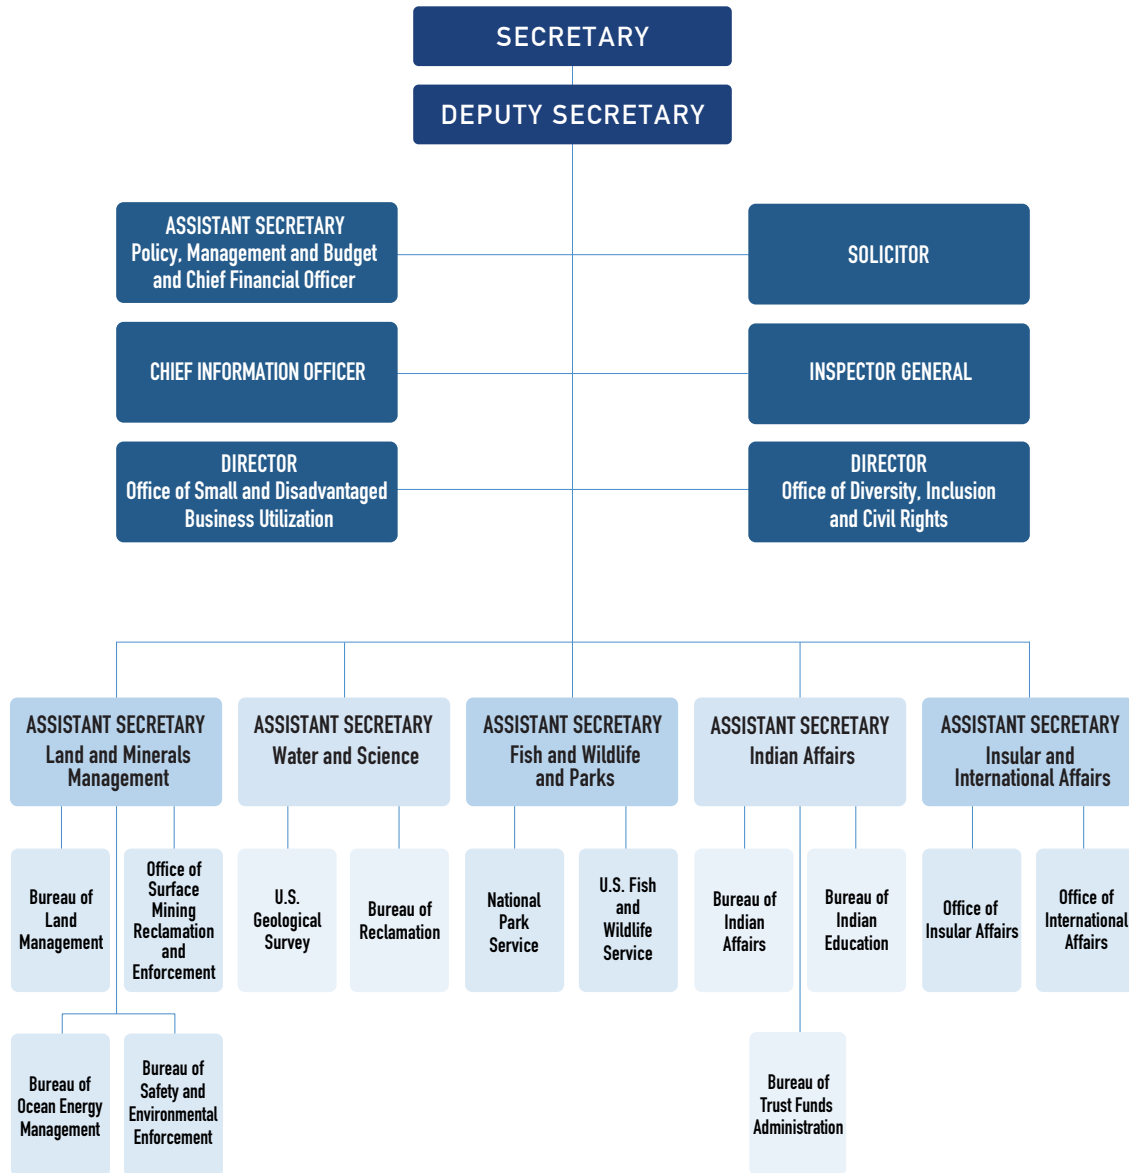 SECRETARY
DEPUTY SECRETARY
ASSISTANT SECRETARY
Policy, Management and Budget
and Chief Financial Officer
SOLICITOR
CHIEF INFORMATION OFFICER
INSPECTOR GENERAL
DIRECTOR
Office of Small and Disadvantaged
Business Utilization
DIRECTOR
Office of Diversity, Inclusion
and Civil Rights
ASSISTANT SECRETARY
Land and Minerals
Management
ASSISTANT SECRETARY
Water and Science
ASSISTANT SECRETARY
Fish and Wildlife
and Parks
ASSISTANT SECRETARY
Indian Affairs
ASSISTANT SECRETARY
Insular and
International Affairs
Bureau of
Land
Management
Office of
Surface
Mining
Reclamation
and
Enforcement
U.S.
Geological
Survey
Bureau of
Reclamation
National
Park
Service
U.S. Fish
and
Wildlife
Service
Bureau of
Indian
Affairs
Bureau of
Indian
Education
Office of
Insular Affairs
Office of
International
Affairs
Bureau of
Ocean Energy
Management
Bureau of
Safety and
Environmental
Enforcement
Bureau of
Trust Funds
Administration